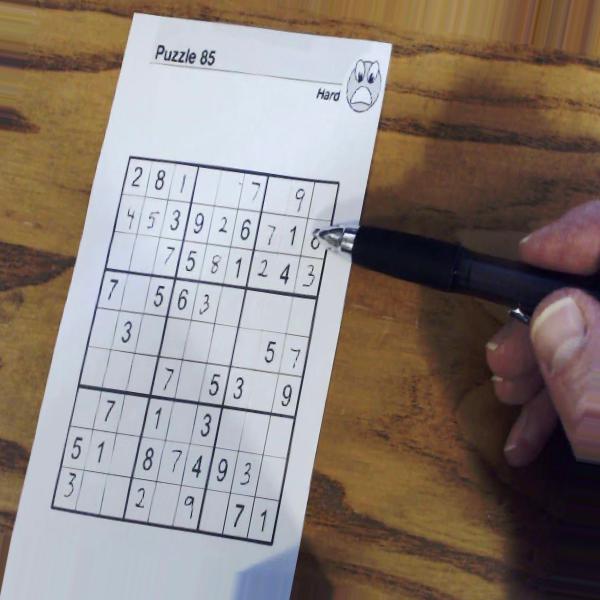 Puzzle 85
Hard
2 8 1 7 9
4 5 3 9 2 6 7 1 8
7 5 8 1 2 4 3
7 5 6 3
3 5 7
7 5 3 9
7 1 3
5 1 8 7 4 9 3
3 2 9 7 1